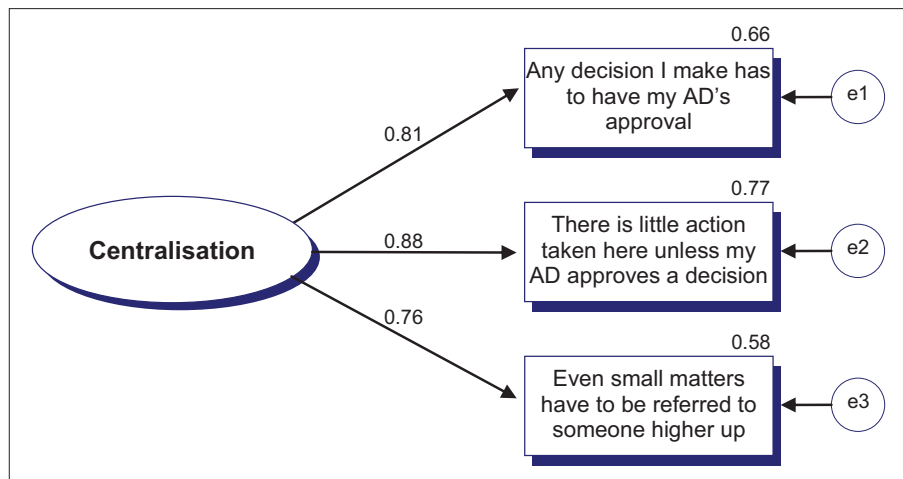 0.66
Any decision I make has
to have my AD’s
approval
e1
0.81
0.77
There is little action
taken here unless my
AD approves a decision
e2
Centralisation
0.88
0.76
0.58
Even small matters
have to be referred to
someone higher up
e3